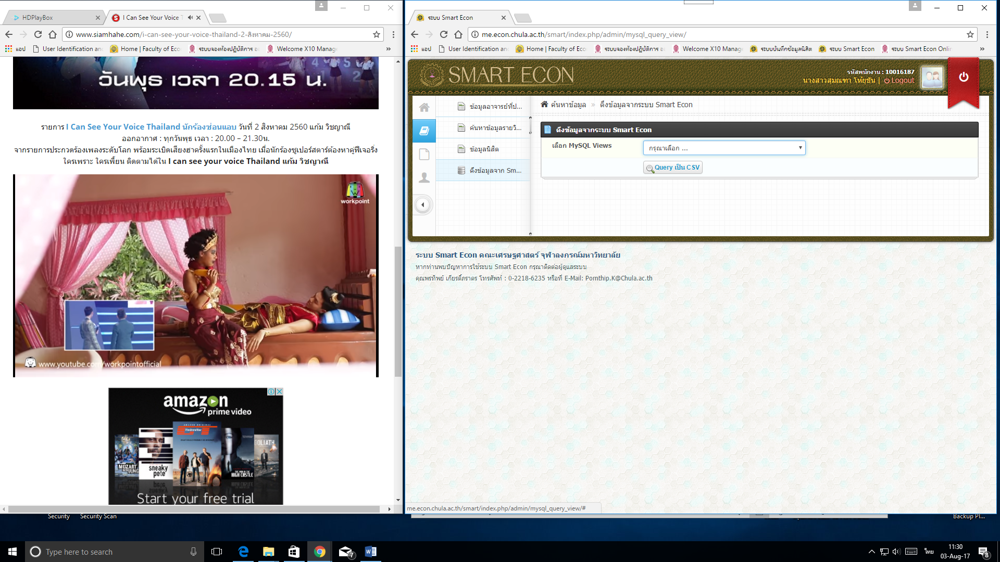 HDPlayBox
I Can See Your Voice T
www.siamhahe.com/i-can-see-your-voice-thailand-2-สิงหาคม-2560/
แอป
User Identification and
Home | Faculty of Eco
ระบบจองห้องปฏิบัติการ
Welcome X10 Manag
»
วันพุธ เวลา 20.15 น.
รายการ I Can See Your Voice Thailand นักร้องซ่อนแอบ วันที่ 2 สิงหาคม 2560 แก้ม วิชญาณี
ออกอากาศ : ทุกวันพุธ เวลา : 20.00 – 21.30น.
จากรายการประกวดร้องเพลงระดับโลก พร้อมระเบิดเสียงฮาครั้งแรกในเมืองไทย เมื่อนักร้องซูเปอร์สตาร์ต้องหาคู่ฟีเจอริ่ง
ใครเพราะ ใครเพี้ยน ติดตามได้ใน I can see your voice Thailand แก้ม วิชญาณี
workpoint
www.youtube.com/workpointofficial
amazon
prime video
MOZART
IN THE JUNGLE
sneaky
pete
THE MAN IN THE
HIGH CASTLE
GOLIATH
Start your free trial
Security
Security Scan
ระบบ Smart Econ
me.econ.chula.ac.th/smart/index.php/admin/mysql_query_view/
แอป
User Identification and
Home | Faculty of Eco
ระบบจองห้องปฏิบัติการ
Welcome X10 Manag
ระบบบันทึกข้อมูลนิสิต
ระบบ Smart Econ
ระบบ Smart Econ Onlin
»
SMART ECON
รหัสพนักงาน : 10016187
นางสาวสุมณฑา โห้ยุขัน | Logout
ข้อมูลอาจารย์ที่ป...
ค้นหาข้อมูลรายวิ...
ข้อมูลนิสิต
ดึงข้อมูลจาก Sm...
ค้นหาข้อมูล » ดึงข้อมูลจากระบบ Smart Econ
ดึงข้อมูลจากระบบ Smart Econ
เลือก MySQL Views
กรุณาเลือก ...
Query เป็น CSV
ระบบ Smart Econ คณะเศรษฐศาสตร์ จุฬาลงกรณ์มหาวิทยาลัย
หากท่านพบปัญหาการใช้ระบบ Smart Econ กรุณาติดต่อผู้ดูแลระบบ
คุณพรทิพย์ เกียรติ์ภราดร โทรศัพท์ : 0-2218-6235 หรือที่ E-Mail: Pornthip.K@Chula.ac.th
me.econ.chula.ac.th/smart/index.php/admin/mysql_query_view/#
Backup Pl...
Type here to search
7
ไทย
11:30
03-Aug-17
8